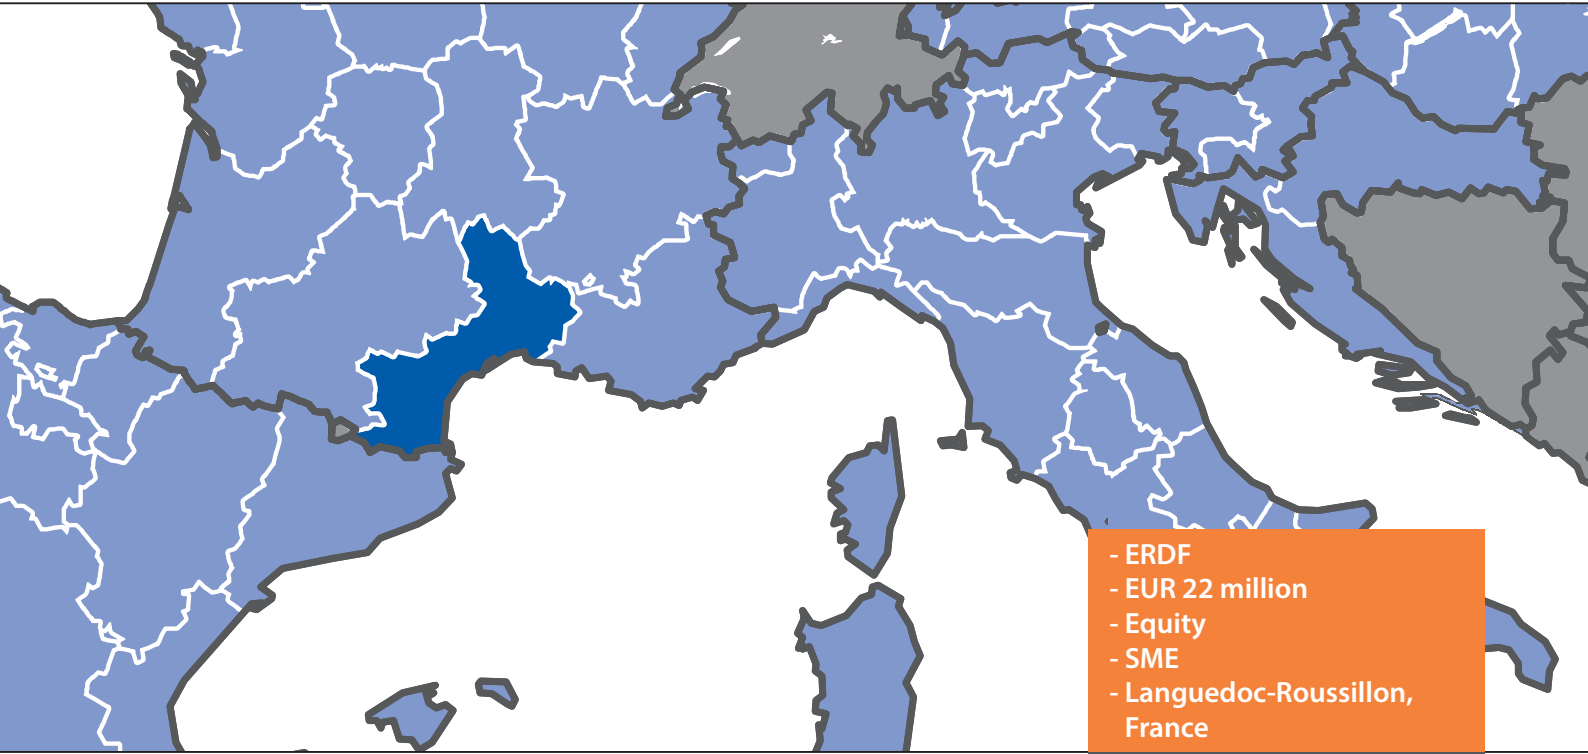 - ERDF
- EUR 22 million
- Equity
- SME
- Languedoc-Roussillon,
France